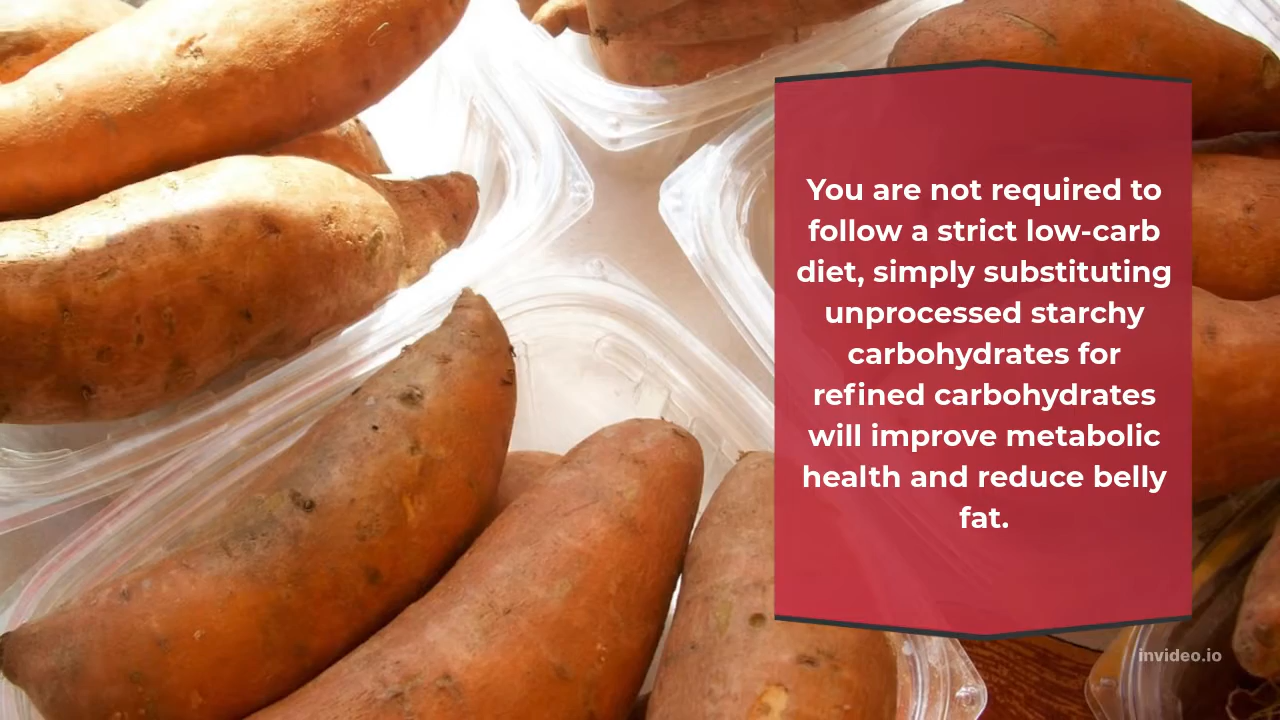 You are not required to
follow a strict low-carb
diet, simply substituting
unprocessed starchy
carbohydrates for
refined carbohydrates
will improve metabolic
health and reduce belly
fat.
invideo.io